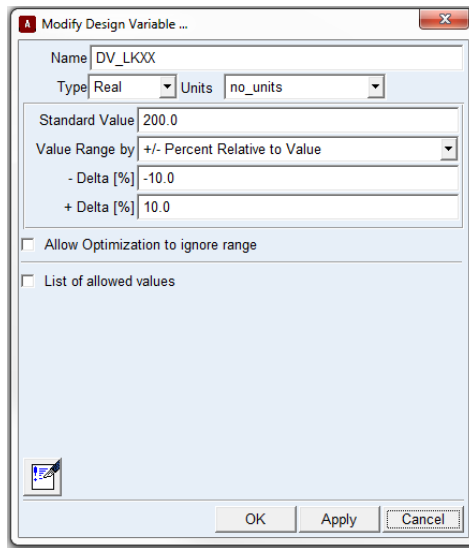 Modify Design Variable ...
Name DV_LKXX
Type Real Units no_units
Standard Value 200.0
Value Range by +/- Percent Relative to Value
- Delta [%] -10.0
+ Delta [%] 10.0
Allow Optimization to ignore range
List of allowed values
OK Apply Cancel